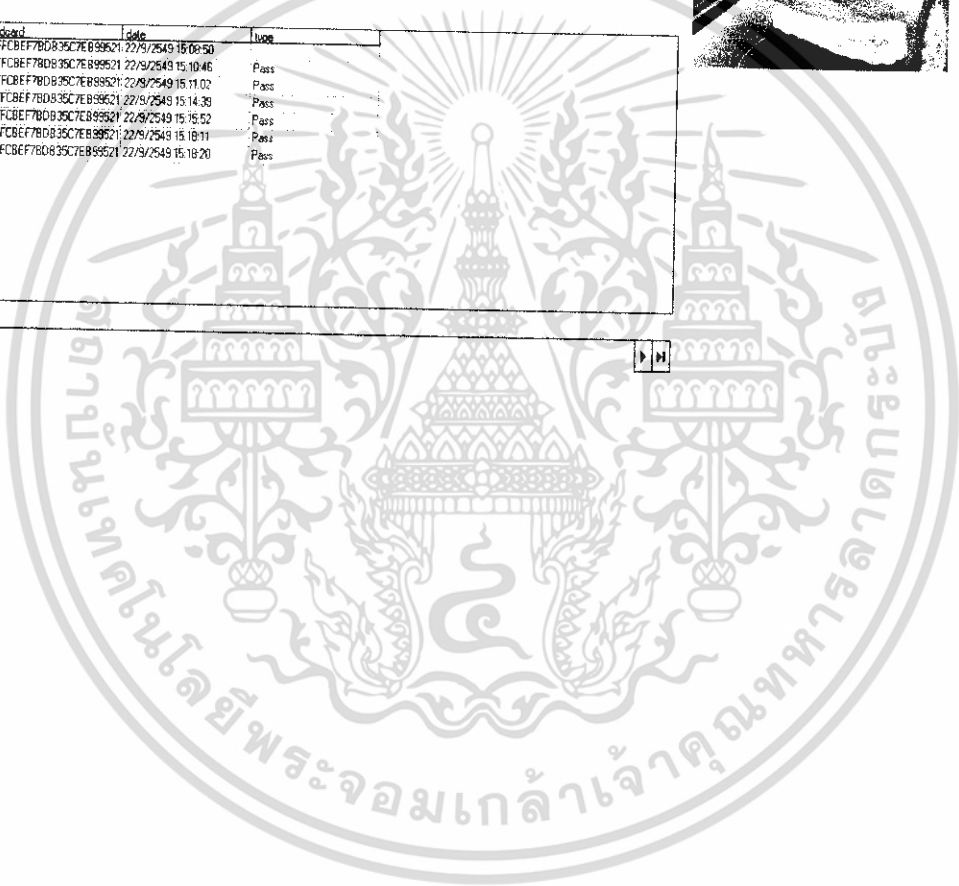 dcard date type
FCBEF7BDB35C7EB99521 22/9/2549 15:08:50
FCBEF7BDB35C7EB99521 22/9/2549 15:10:46 Pass
FCBEF7BDB35C7EB99521 22/9/2549 15:11:02 Pass
FCBEF7BDB35C7EB99521 22/9/2549 15:14:39 Pass
FCBEF7BDB35C7EB99521 22/9/2549 15:15:52 Pass
FCBEF7BDB35C7EB99521 22/9/2549 15:18:11 Pass
FCBEF7BDB35C7EB99521 22/9/2549 15:18:20 Pass
สถาบันเทคโนโลยีพระจอมเกล้าเจ้าคุณทหารลาดกระบัง